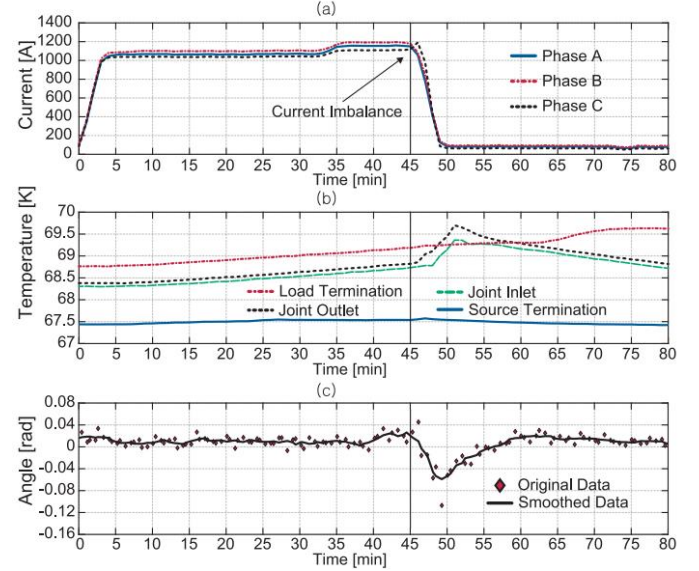 (a)
1400
1200
1000
800
600
400
200
0
Current [A]
Phase A
Phase B
Phase C
Current Imbalance
0 5 10 15 20 25 30 35 40 45 50 55 60 65 70 75 80
Time [min]
(b)
70
69.5
69
68.5
68
67.5
67
Temperature [K]
Load Termination
Joint Inlet
Joint Outlet
Source Termination
0 5 10 15 20 25 30 35 40 45 50 55 60 65 70 75 80
Time [min]
(c)
0.08
0.04
0
-0.04
-0.08
-0.12
-0.16
Angle [rad]
Original Data
Smoothed Data
0 5 10 15 20 25 30 35 40 45 50 55 60 65 70 75 80
Time [min]